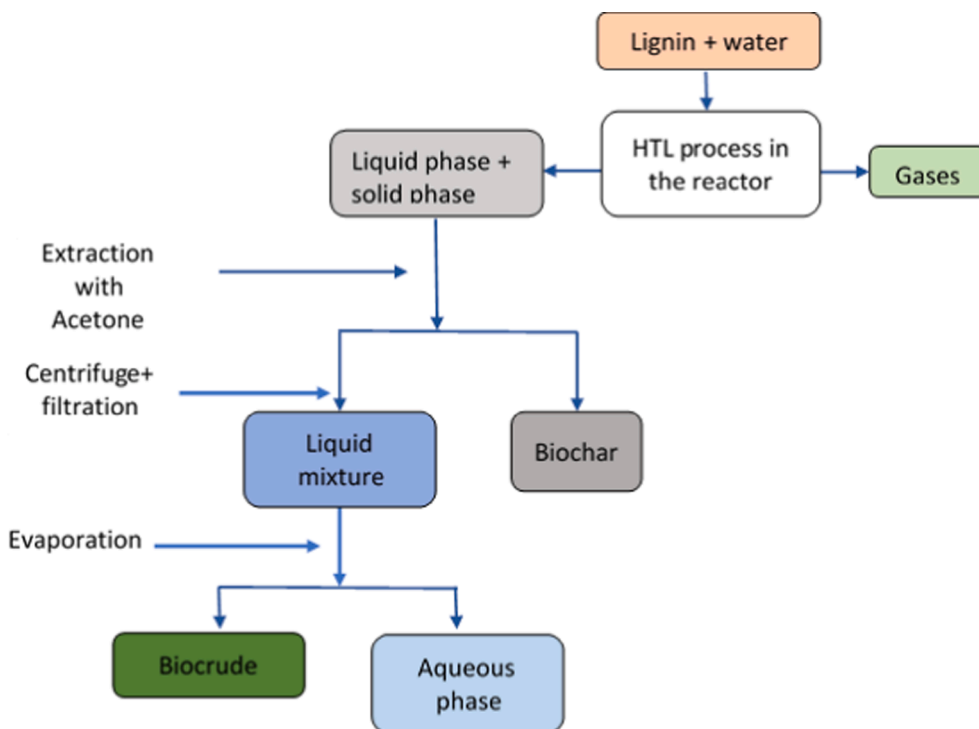 Lignin + water
HTL process in
the reactor
Liquid phase +
solid phase
Gases
Extraction
with
Acetone
Centrifuge+
filtration
Liquid
mixture
Biochar
Evaporation
Biocrude
Aqueous
phase